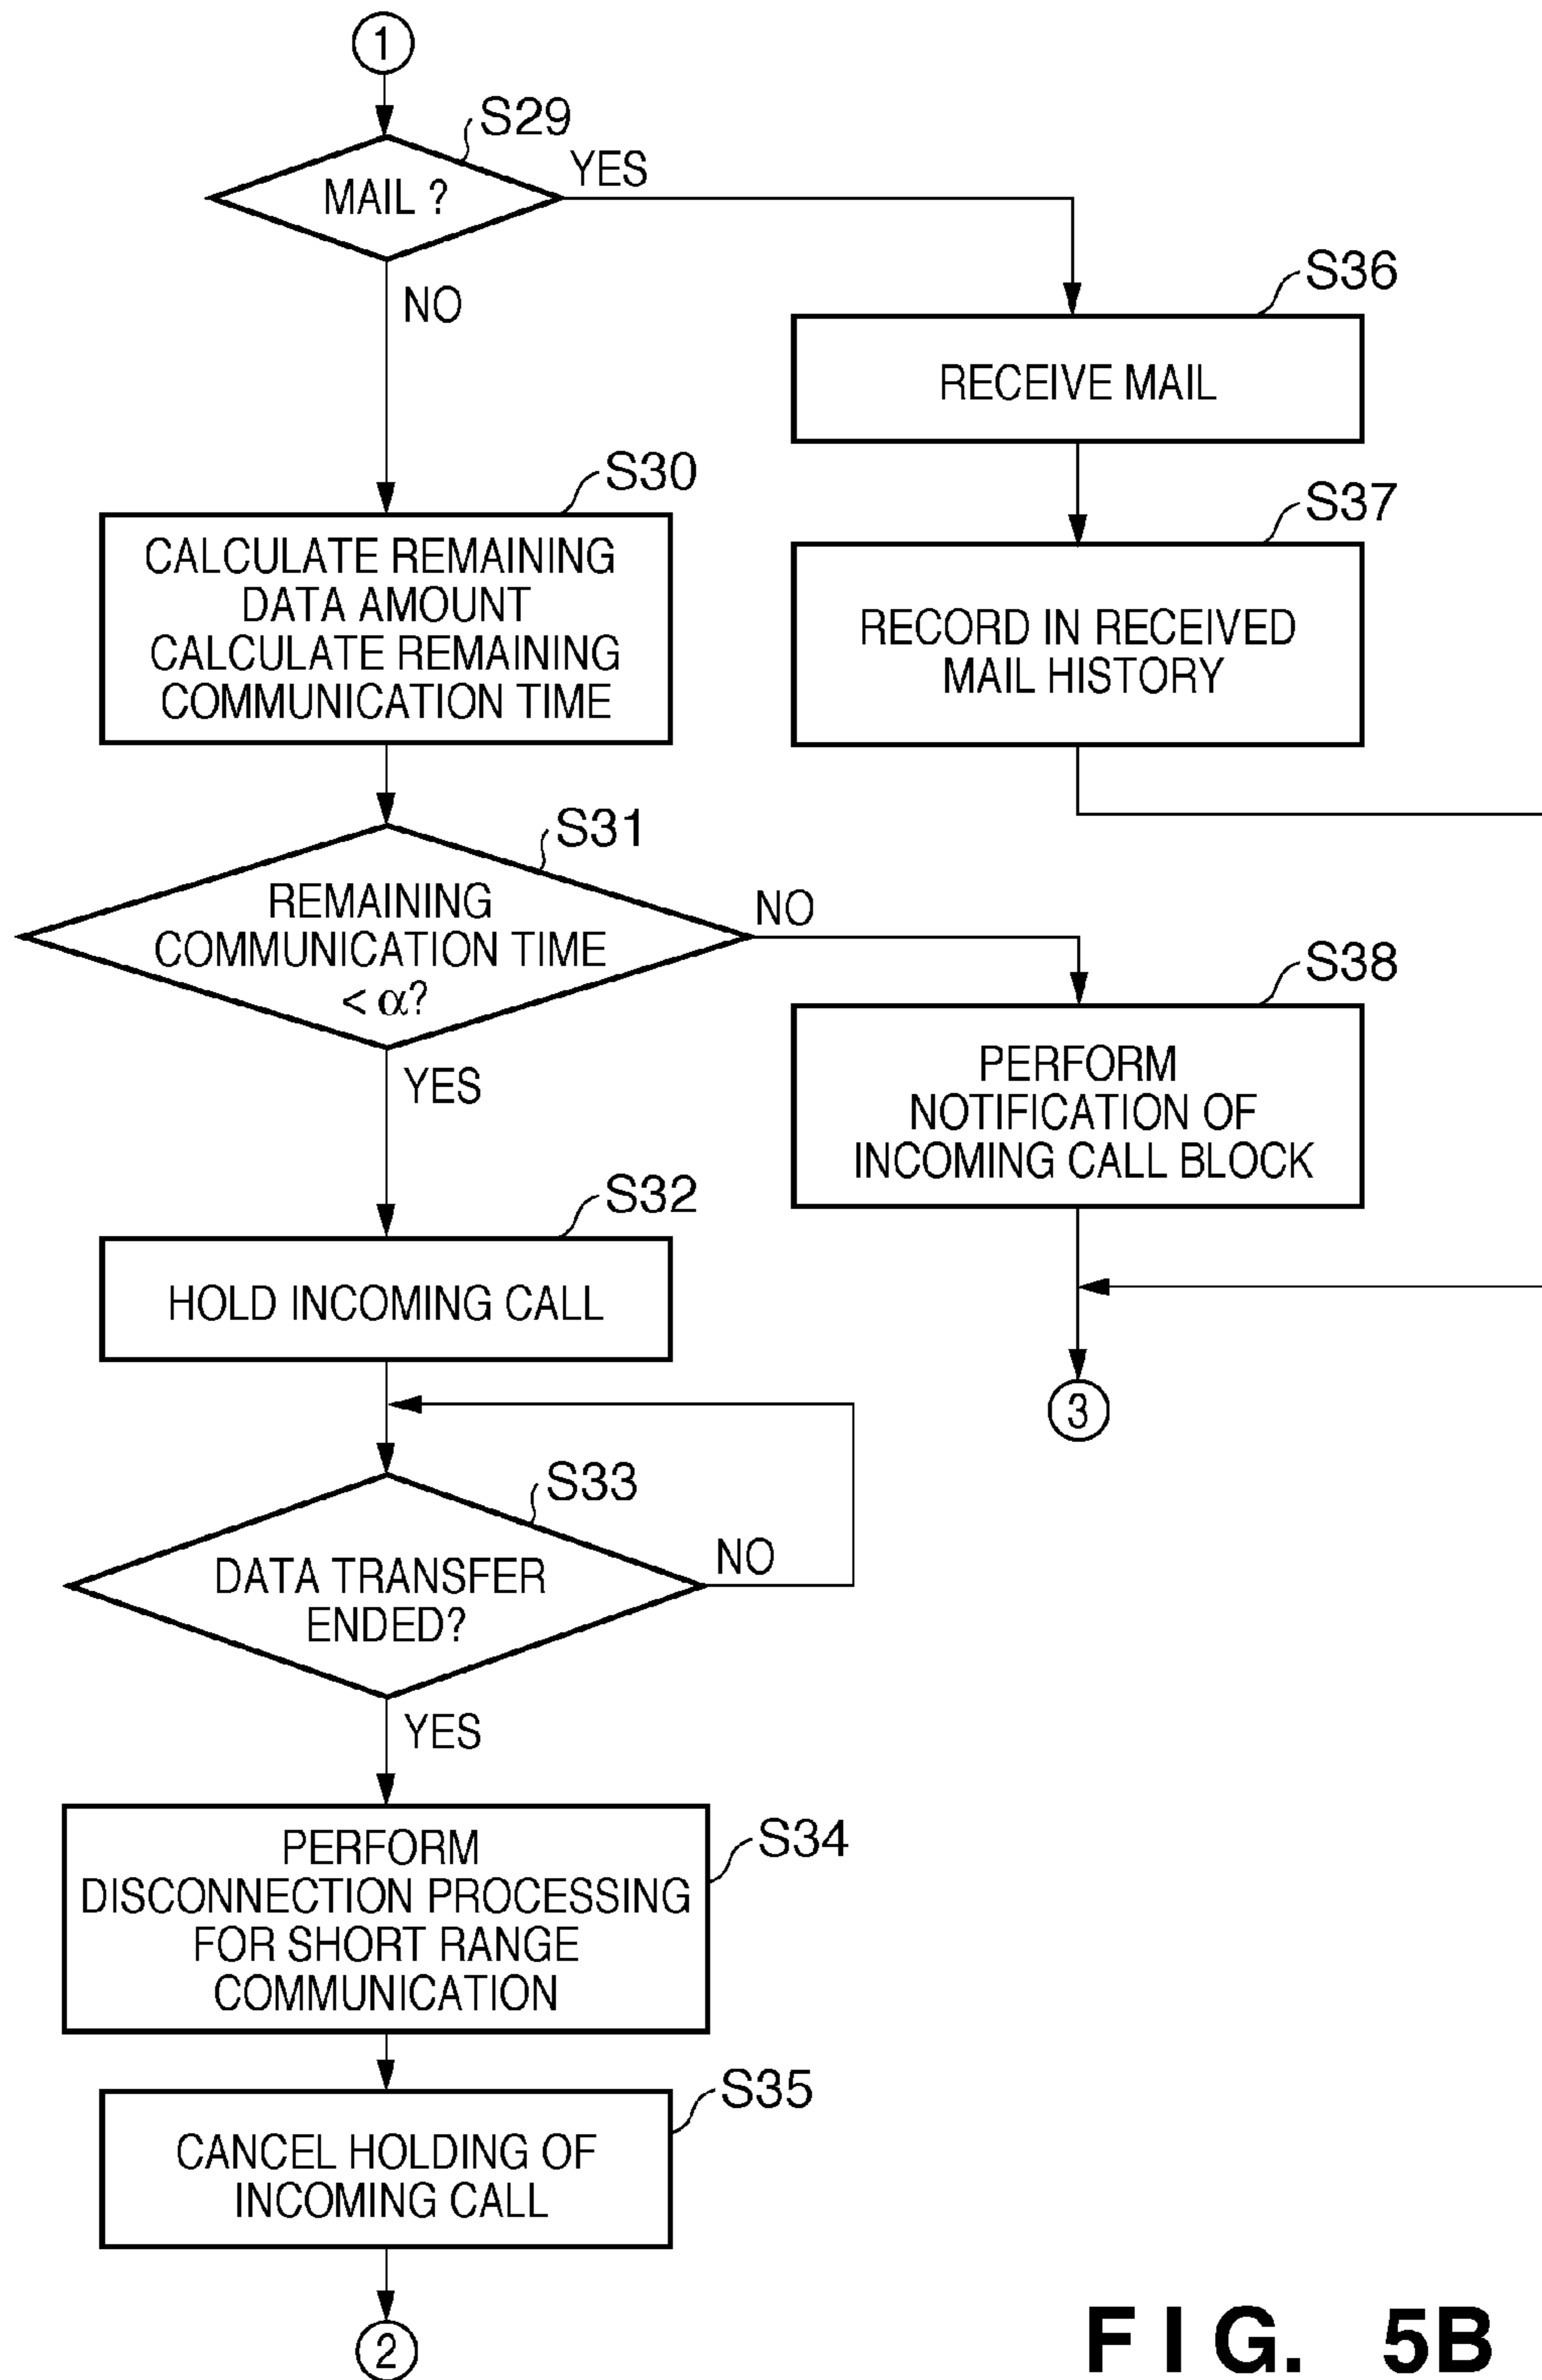 1
S29
MAIL ?
YES
NO
S36
RECEIVE MAIL
S30
CALCULATE REMAINING
DATA AMOUNT
CALCULATE REMAINING
COMMUNICATION TIME
S37
RECORD IN RECEIVED
MAIL HISTORY
S31
REMAINING
COMMUNICATION TIME
< α?
NO
YES
S38
PERFORM
NOTIFICATION OF
INCOMING CALL BLOCK
S32
HOLD INCOMING CALL
3
S33
DATA TRANSFER
ENDED?
NO
YES
S34
PERFORM
DISCONNECTION PROCESSING
FOR SHORT RANGE
COMMUNICATION
S35
CANCEL HOLDING OF
INCOMING CALL
2
FIG. 5B